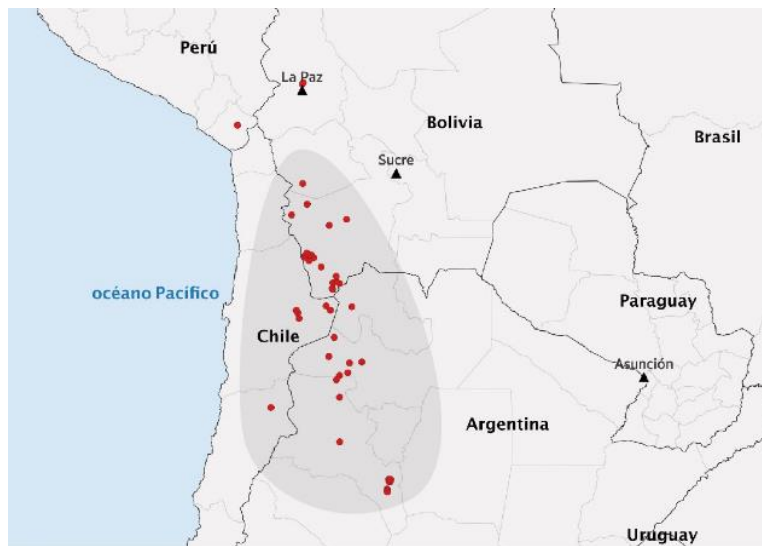 Perú
La Paz
Bolivia
Brasil
Sucre
océano Pacífico
Paraguay
Chile
Asunción
Argentina
Uruguay